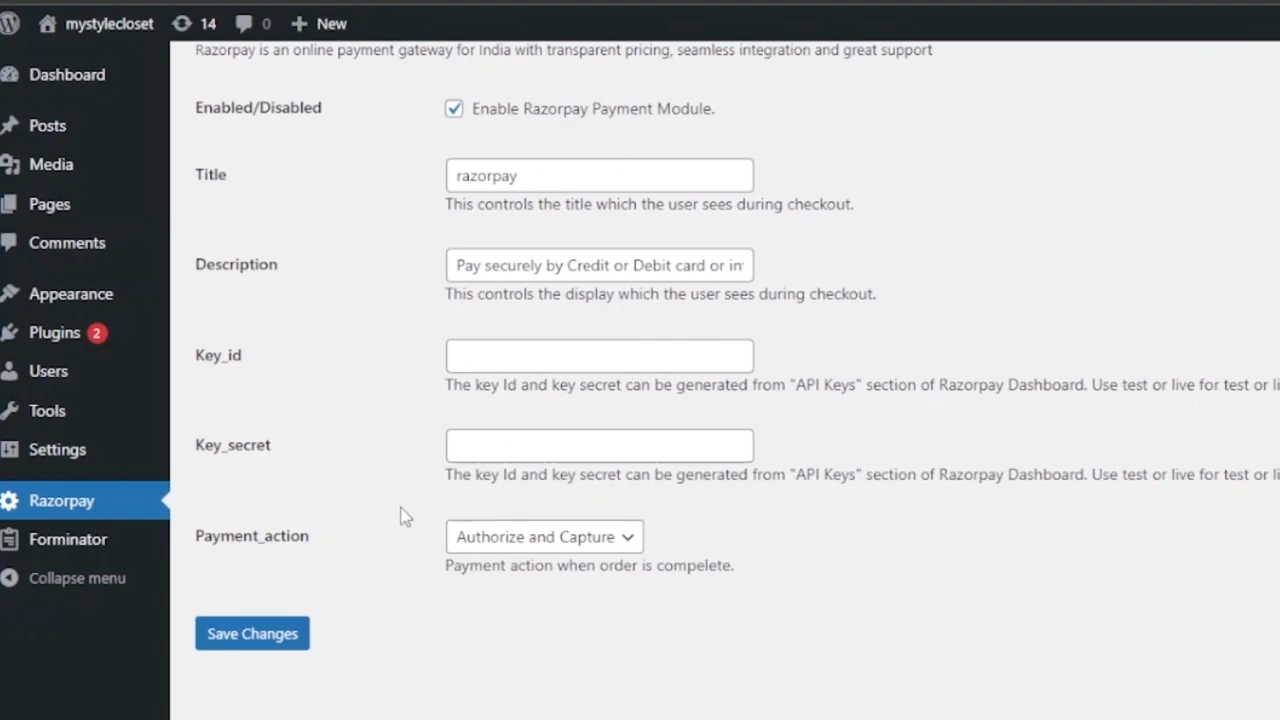 mystylecloset 14 0 New
Razorpay is an online payment gateway for India with transparent pricing, seamless integration and great support
Dashboard
Posts
Media
Pages
Comments
Appearance
Plugins 2
Users
Tools
Settings
Razorpay
Forminator
Collapse menu
Enabled/Disabled
Enable Razorpay Payment Module.
Title
razorpay
This controls the title which the user sees during checkout.
Description
Pay securely by Credit or Debit card or in
This controls the display which the user sees during checkout.
Key_id
The key Id and key secret can be generated from "API Keys" section of Razorpay Dashboard. Use test or live for test or li
Key_secret
The key Id and key secret can be generated from "API Keys" section of Razorpay Dashboard. Use test or live for test or li
Payment_action
Authorize and Capture
Payment action when order is compelete.
Save Changes